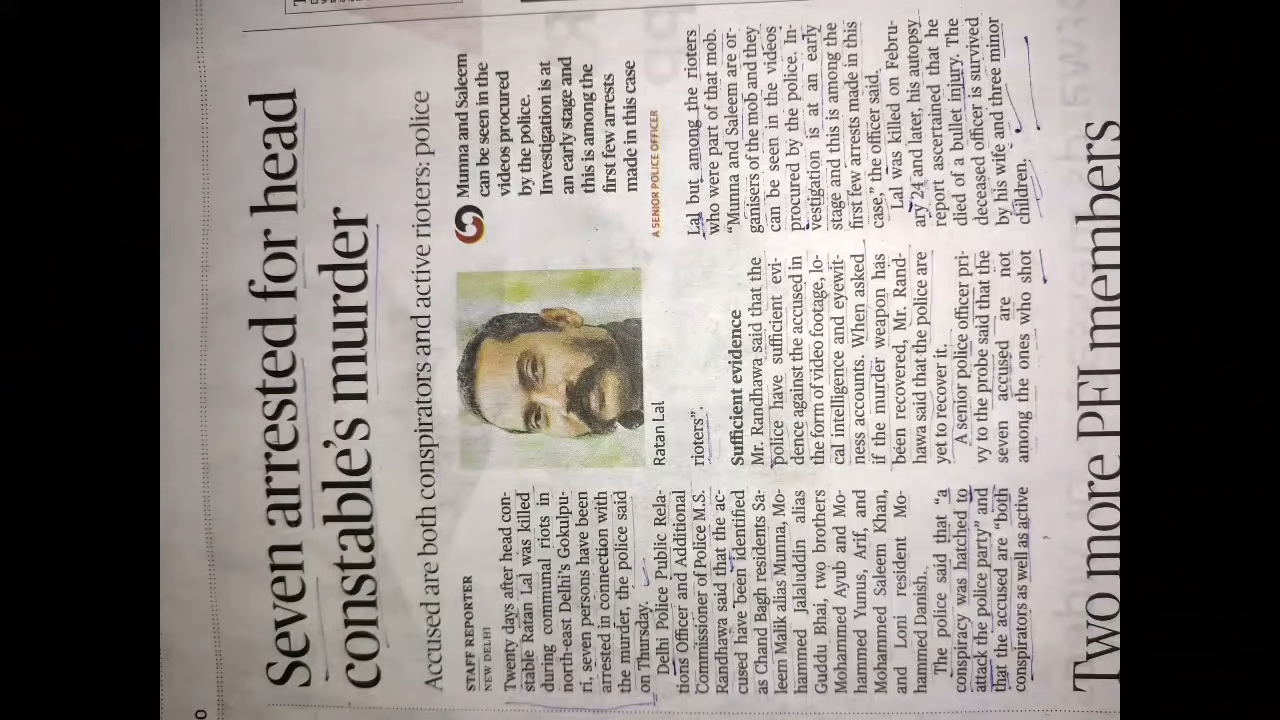 Seven arrested for head
constable's murder
Accused are both conspirators and active rioters: police
STAFF REPORTER
NEW DELHI
Twenty days after head con-
stable Ratan Lal was killed
during communal riots in
north-east Delhi's Gokulpu-
ri, seven persons have been
arrested in connection with
the murder, the police said
on Thursday.
Delhi Police Public Rela-
tions Officer and Additional
Commissioner of Police M.S.
Randhawa said that the ac-
cused have been identified
as Chand Bagh residents Sa-
leem Malik alias Munna, Mo-
hammed Jalaluddin alias
Guddu Bhai, two brothers
Mohammed Ayub and Mo-
hammed Yunus, Arif, and
Mohammed Saleem Khan,
and Loni resident Mo-
hammed Danish.
The police said that "a
conspiracy was hatched to
attack the police party" and
that the accused are "both
conspirators as well as active
Ratan Lal
rioters".
Sufficient evidence
Mr. Randhawa said that the
police have sufficient evi-
dence against the accused in
the form of video footage, lo-
cal intelligence and eyewit-
ness accounts. When asked
if the murder weapon has
been recovered, Mr. Rand-
hawa said that the police are
yet to recover it.
A senior police officer pri-
vy to the probe said that the
seven accused are not
among the ones who shot
Munna and Saleem
can be seen in the
videos procured
by the police.
Investigation is at
an early stage and
this is among the
first few arrests
made in this case
A SENIOR POLICE OFFICER
Lal but among the rioters
who were part of that mob.
"Munna and Saleem are or-
ganisers of the mob and they
can be seen in the videos
procured by the police. In-
vestigation is at an early
stage and this is among the
first few arrests made in this
case," the officer said.
Lal was killed on Febru-
ary 24 and later, his autopsy
report ascertained that he
died of a bullet injury. The
deceased officer is survived
by his wife and three minor
children.
Two more PFI members